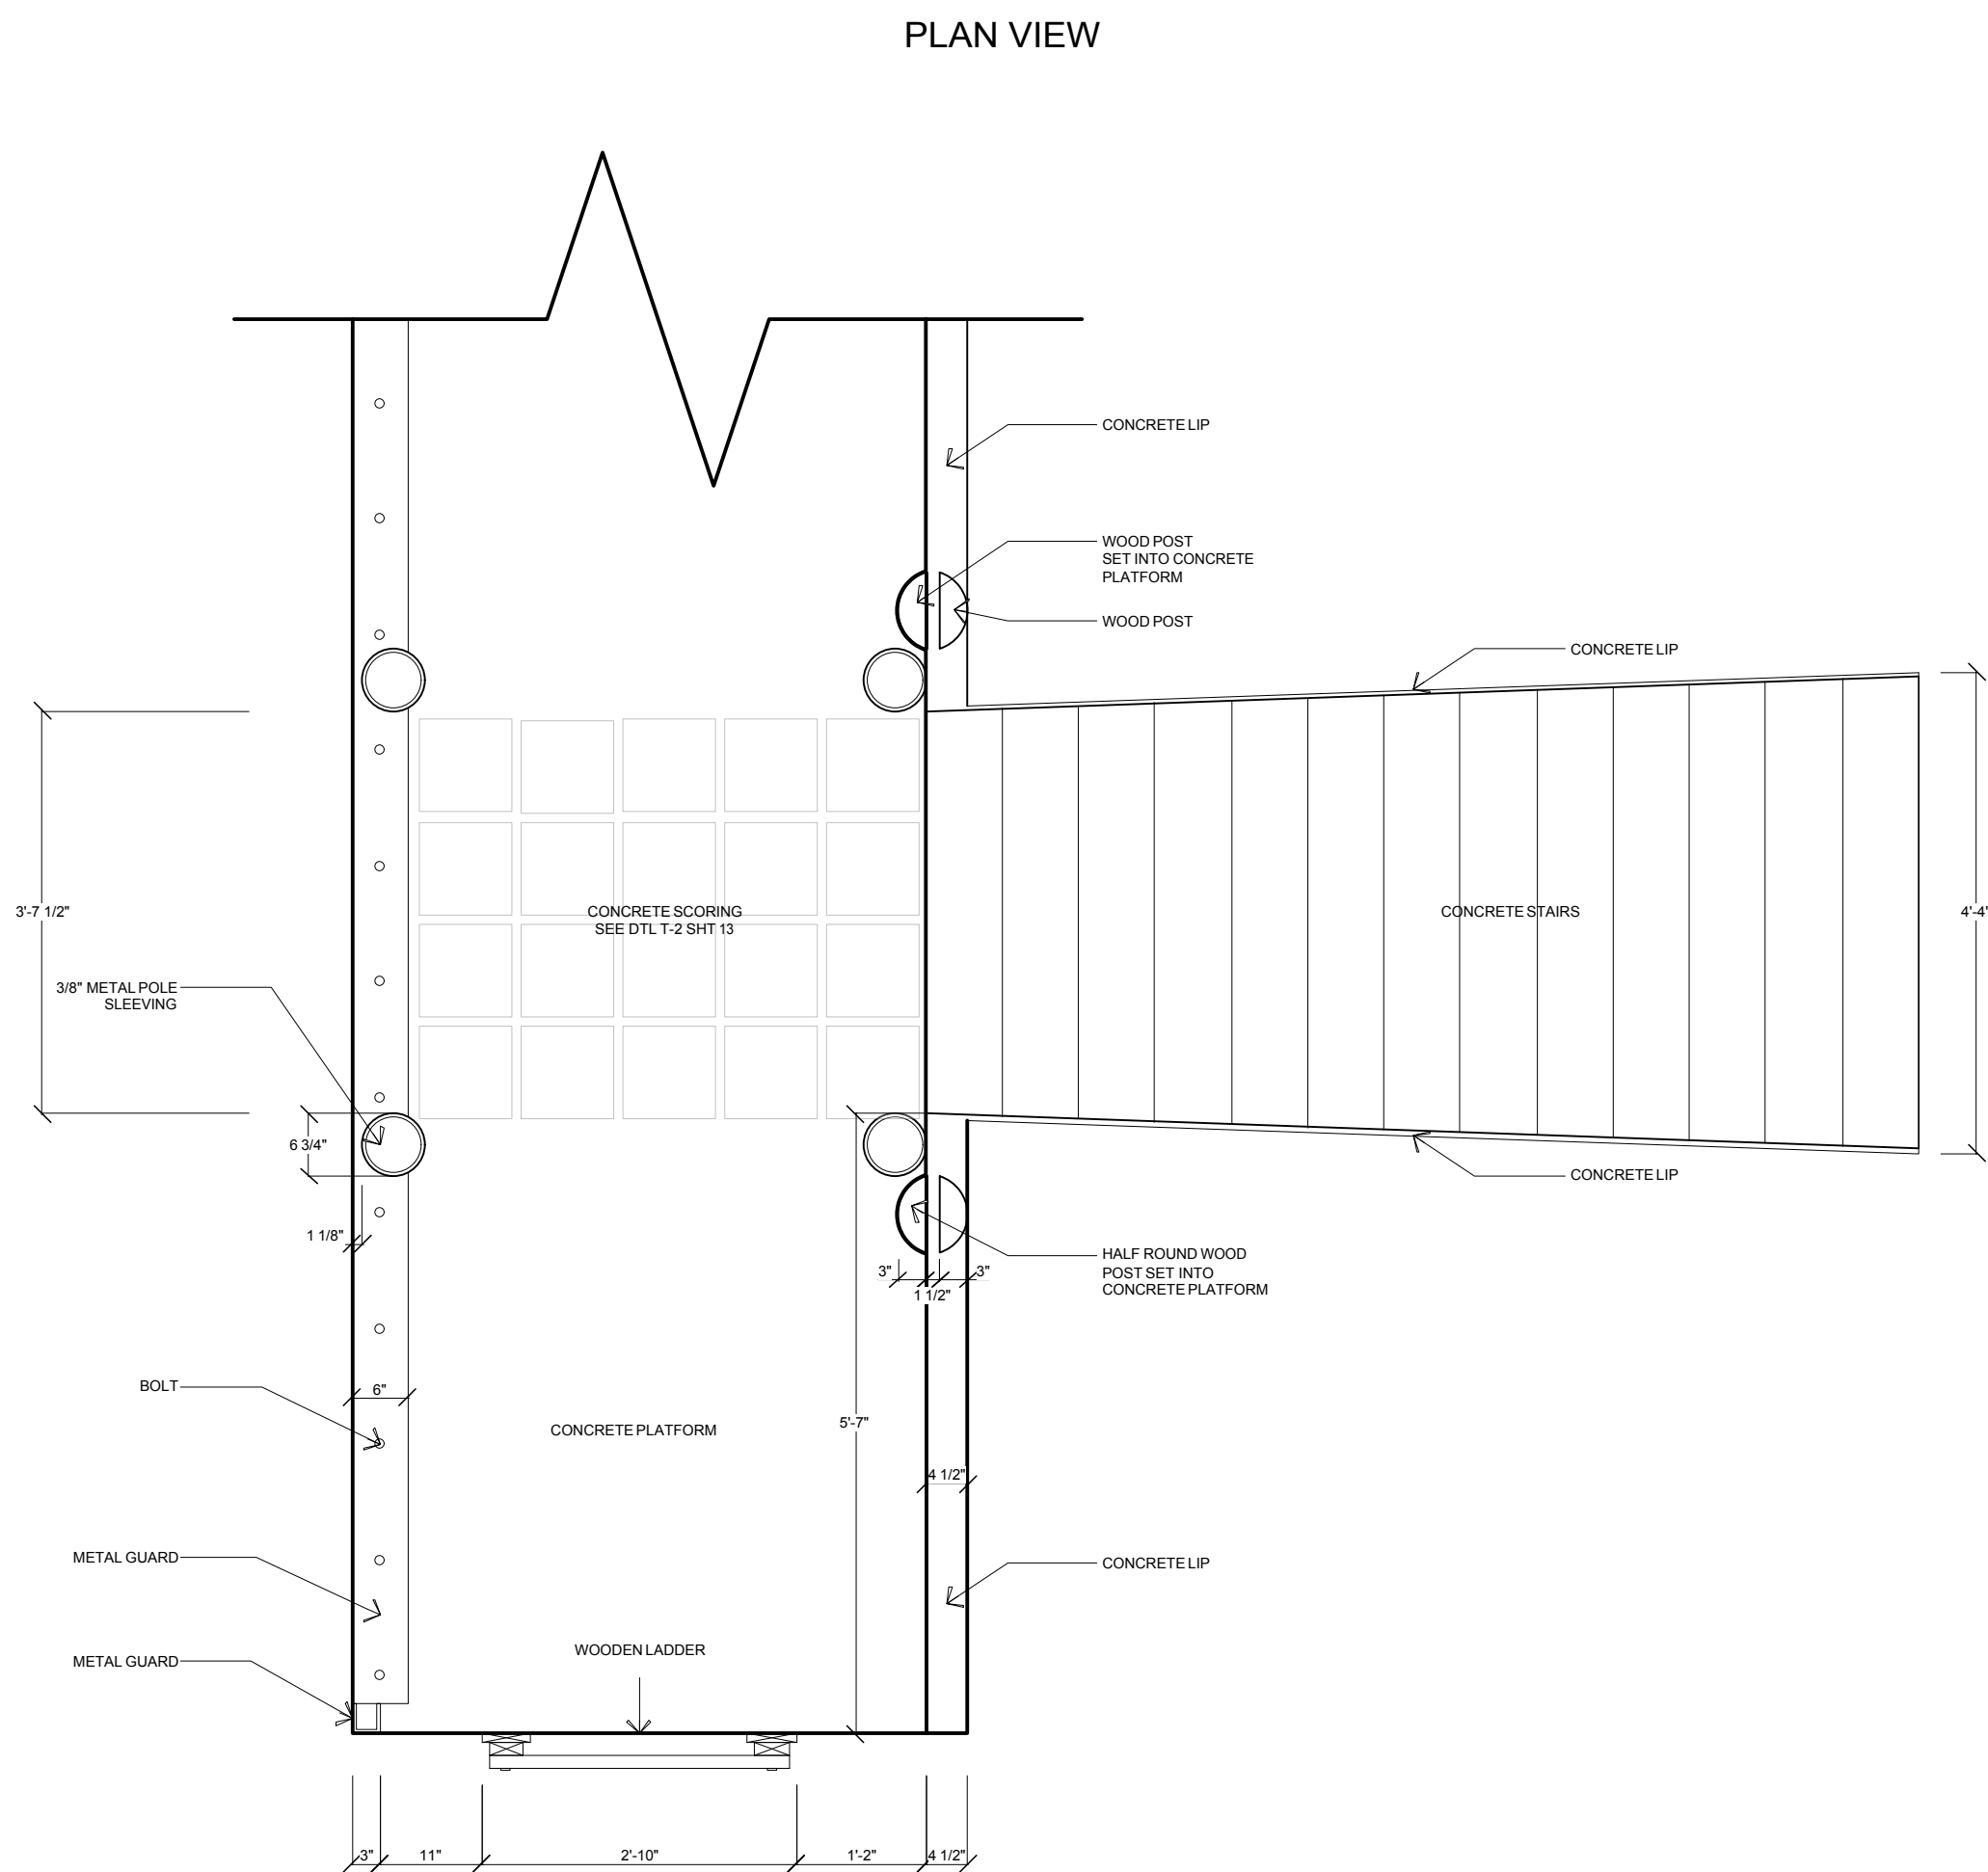 PLAN VIEW
CONCRETE LIP
WOOD POST
SET INTO CONCRETE
PLATFORM
WOOD POST
CONCRETE LIP
3'-7 1/2"
CONCRETE SCORING
SEE DTL T-2 SHT 13
CONCRETE STAIRS
4'-4"
3/8" METAL POLE
SLEEVING
6 3/4"
CONCRETE LIP
1 1/8"
HALF ROUND WOOD
POST SET INTO
CONCRETE PLATFORM
3"
3"
1 1/2"
BOLT
6"
CONCRETE PLATFORM
5'-7"
4 1/2"
METAL GUARD
CONCRETE LIP
WOODEN LADDER
METAL GUARD
3"
11"
2'-10"
1'-2"
4 1/2"